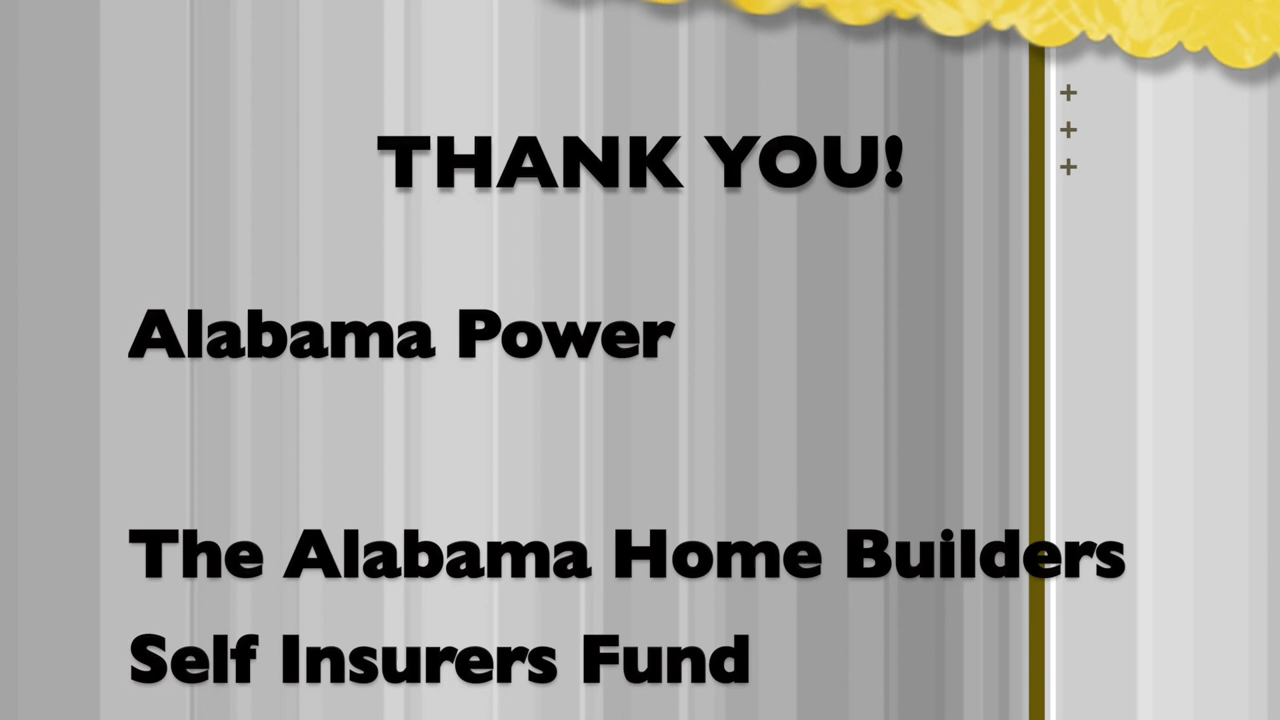 THANK YOU!
+
+
+
Alabama Power
The Alabama Home Builders
Self Insurers Fund